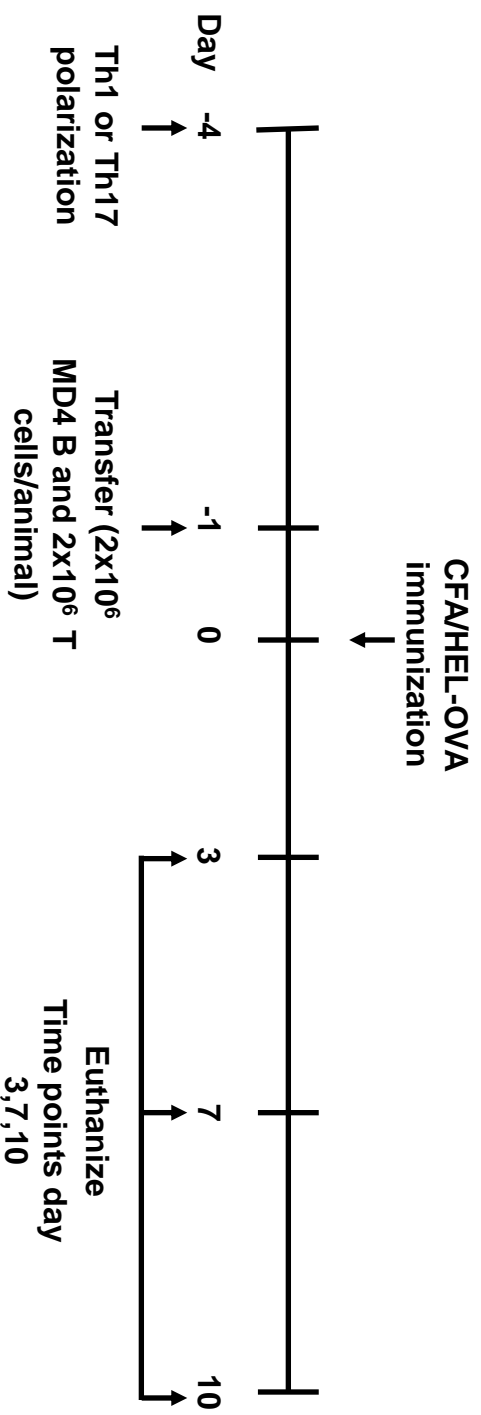 CFA/HEL-OVA
immunization
Day -4 -1 0 3 7 10
Th1 or Th17
polarization
Transfer (2x10⁶
MD4 B and 2x10⁶ T
cells/animal)
Euthanize
Time points day
3,7,10